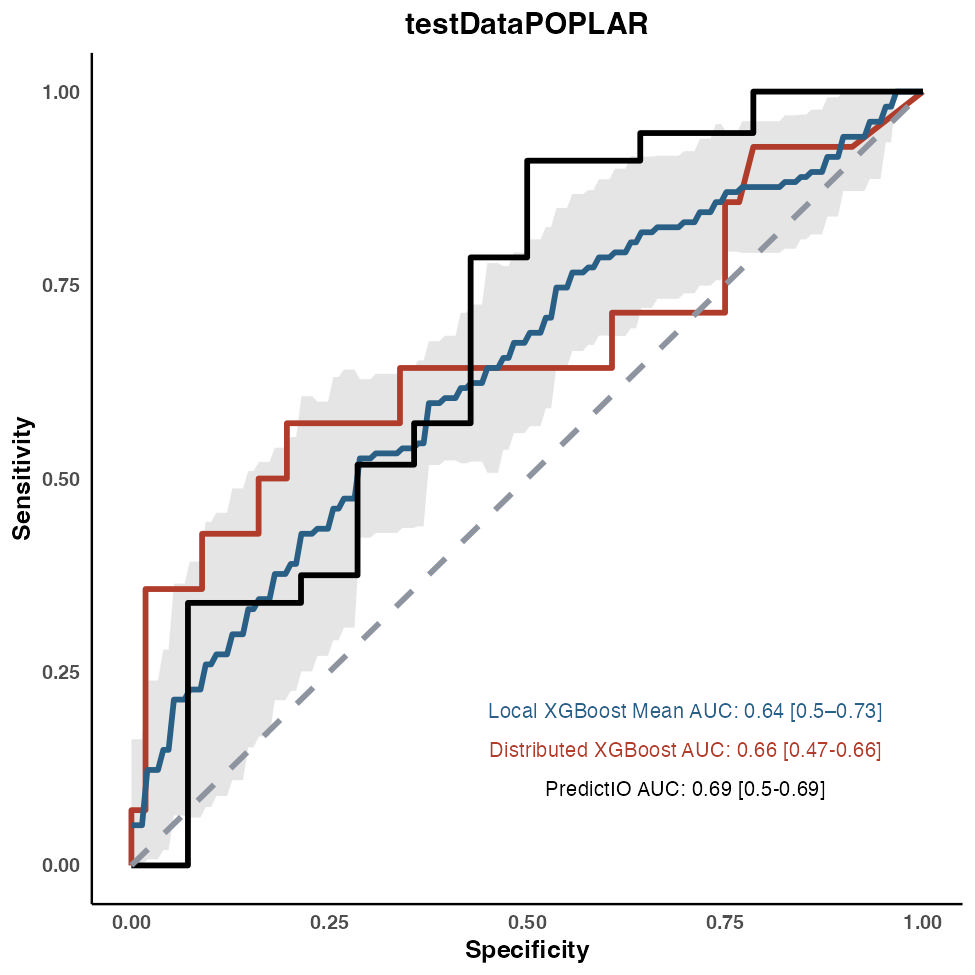 testDataPOPLAR
1.00
0.75
0.50
0.25
0.00
Sensitivity
Local XGBoost Mean AUC: 0.64 [0.5–0.73]
Distributed XGBoost AUC: 0.66 [0.47-0.66]
PredictIO AUC: 0.69 [0.5-0.69]
0.00 0.25 0.50 0.75 1.00
Specificity